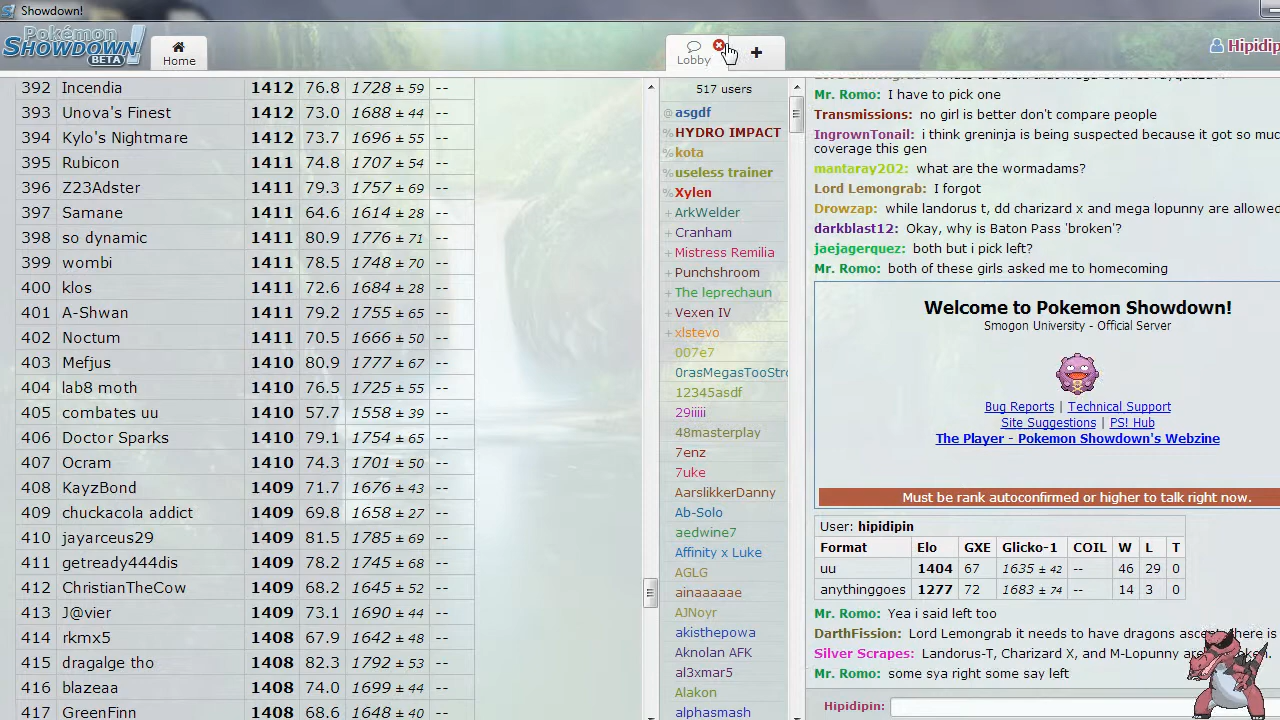 Showdown!
Pokémon
Showdown!
BETA
Home
Lobby
Hipidip
392 Incendia 1412 76.8 1728 ± 59 --
393 Unova's Finest 1412 73.0 1688 ± 44 --
394 Kylo's Nightmare 1412 73.7 1696 ± 55 --
395 Rubicon 1411 74.8 1707 ± 54 --
396 Z23Adster 1411 79.3 1757 ± 69 --
397 Samane 1411 64.6 1614 ± 28 --
398 so dynamic 1411 80.9 1776 ± 71 --
399 wombi 1411 78.5 1748 ± 70 --
400 klos 1411 72.6 1684 ± 28 --
401 A-Shwan 1411 79.2 1755 ± 65 --
402 Noctum 1411 70.5 1666 ± 50 --
403 Mefjus 1410 80.9 1777 ± 67 --
404 lab8 moth 1410 76.5 1725 ± 55 --
405 combates uu 1410 57.7 1558 ± 39 --
406 Doctor Sparks 1410 79.1 1754 ± 65 --
407 Ocram 1410 74.3 1701 ± 50 --
408 KayzBond 1409 71.7 1676 ± 43 --
409 chuckacola addict 1409 69.8 1658 ± 27 --
410 jayarceus29 1409 81.5 1785 ± 69 --
411 getready444dis 1409 78.2 1745 ± 68 --
412 ChristianTheCow 1409 68.2 1645 ± 52 --
413 J@vier 1409 73.1 1690 ± 44 --
414 rkmx5 1408 67.9 1642 ± 48 --
415 dragalge tho 1408 82.3 1792 ± 53 --
416 blazeaa 1408 74.0 1699 ± 44 --
417 GreenFinn 1408 68.6 1648 ± 40 --
517 users
@asgdf
%HYDRO IMPACT
%kota
%useless trainer
%Xylen
+ArkWelder
+Cranham
+Mistress Remilia
+Punchshroom
+The leprechaun
+Vexen IV
+xlstevo
007e7
0rasMegasTooStro
12345asdf
29iiiii
48masterplay
7enz
7uke
AarslikkerDanny
Ab-Solo
aedwine7
Affinity x Luke
AGLG
ainaaaaae
AJNoyr
akisthepowa
Aknolan AFK
al3xmar5
Alakon
alphasmash
Mr. Romo: I have to pick one
Transmissions: no girl is better don't compare people
IngrownTonail: i think greninja is being suspected because it got so muc
coverage this gen
mantaray202: what are the wormadams?
Lord Lemongrab: I forgot
Drowzap: while landorus t, dd charizard x and mega lopunny are allowed
darkblast12: Okay, why is Baton Pass 'broken'?
jaejagerquez: both but i pick left?
Mr. Romo: both of these girls asked me to homecoming
Welcome to Pokemon Showdown!
Smogon University - Official Server
Bug Reports | Technical Support
Site Suggestions | PS! Hub
The Player - Pokemon Showdown's Webzine
Must be rank autoconfirmed or higher to talk right now.
User: hipidipin
Format Elo GXE Glicko-1 COIL W L T
uu 1404 67 1635 ± 42 -- 46 29 0
anythinggoes 1277 72 1683 ± 74 -- 14 3 0
Mr. Romo: Yea i said left too
DarthFission: Lord Lemongrab it needs to have dragons ascent there is
Silver Scrapes: Landorus-T, Charizard X, and M-Lopunny are
Mr. Romo: some sya right some say left
Hipidipin: